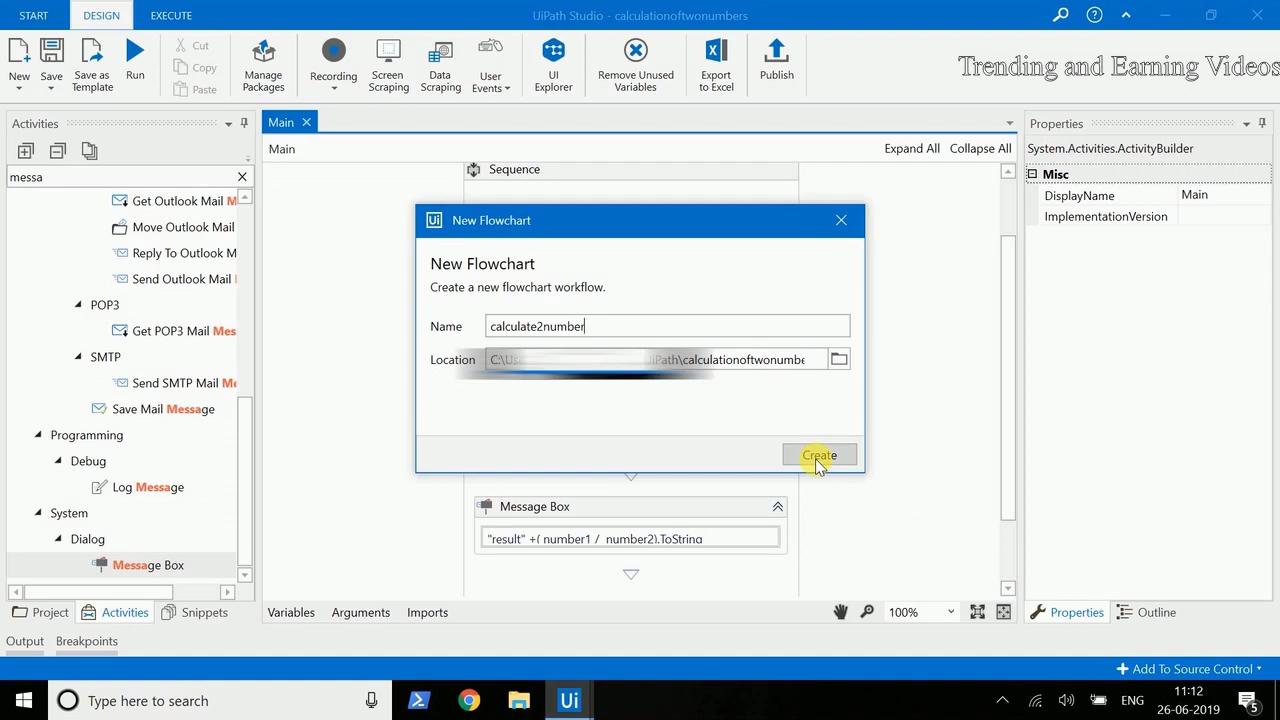 START
DESIGN
EXECUTE
UiPath Studio - calculationoftwonumbers
New
Save
Save as Template
Run
Cut
Copy
Paste
Manage Packages
Recording
Screen Scraping
Data Scraping
User Events
UI Explorer
Remove Unused Variables
Export to Excel
Publish
Trending and Earning Videos
Activities
messa
Get Outlook Mail M
Move Outlook Mail
Reply To Outlook M
Send Outlook Mail
POP3
Get POP3 Mail Mes
SMTP
Send SMTP Mail Me
Save Mail Message
Programming
Debug
Log Message
System
Dialog
Message Box
Project
Activities
Snippets
Output
Breakpoints
Main
Main
Expand All
Collapse All
Sequence
Ui New Flowchart
New Flowchart
Create a new flowchart workflow.
Name
calculate2number
Location
C:\Use
iPath\calculationoftwonumbe
Create
Message Box
"result" +( number1 / number2).ToString
Variables
Arguments
Imports
100%
Properties
System.Activities.ActivityBuilder
Misc
DisplayName
Main
ImplementationVersion
Properties
Outline
Add To Source Control
Type here to search
Ui
ENG
11:12
26-06-2019
5